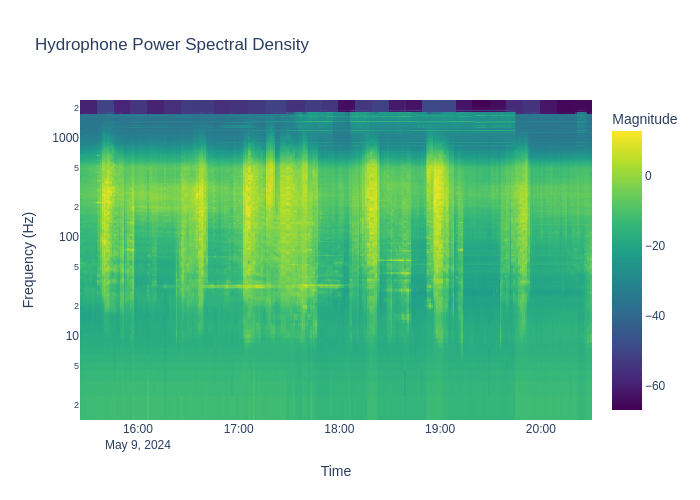 Hydrophone Power Spectral Density
Magnitude
0
−20
−40
−60
2
1000
5
2
100
5
2
10
5
2
Frequency (Hz)
16:00 17:00 18:00 19:00 20:00
May 9, 2024
Time